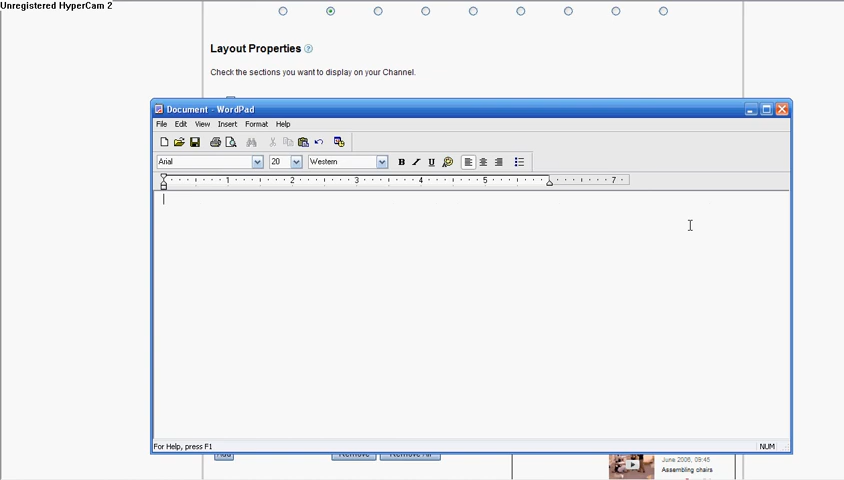 Unregistered HyperCam 2
Layout Properties ?
Check the sections you want to display on your Channel.
Document - WordPad
File Edit View Insert Format Help
Arial 20 Western B I U
1 2 3 4 5 7
For Help, press F1 NUM
Add Remove Remove All
June 2006, 09:46
Assembling chairs